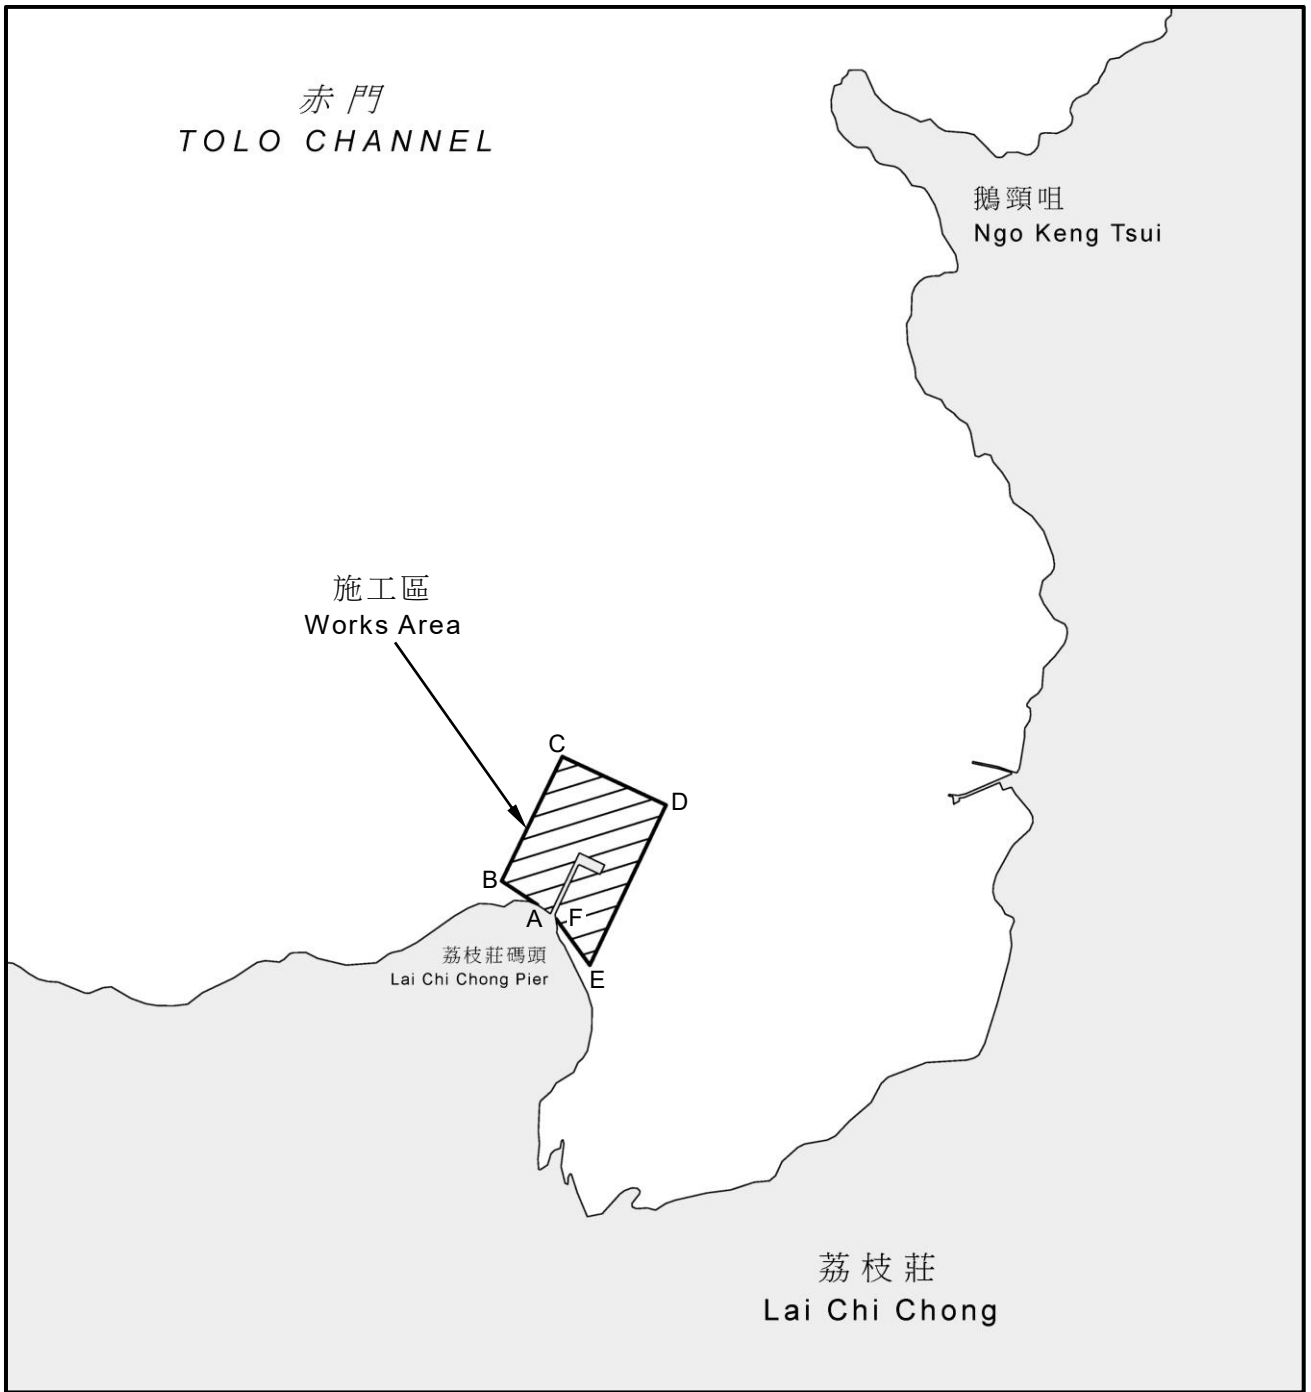 赤門
TOLO CHANNEL
鵝頸咀
Ngo Keng Tsui
施工區
Works Area
C
D
B
A
F
荔枝莊碼頭
Lai Chi Chong Pier
E
荔枝莊
Lai Chi Chong